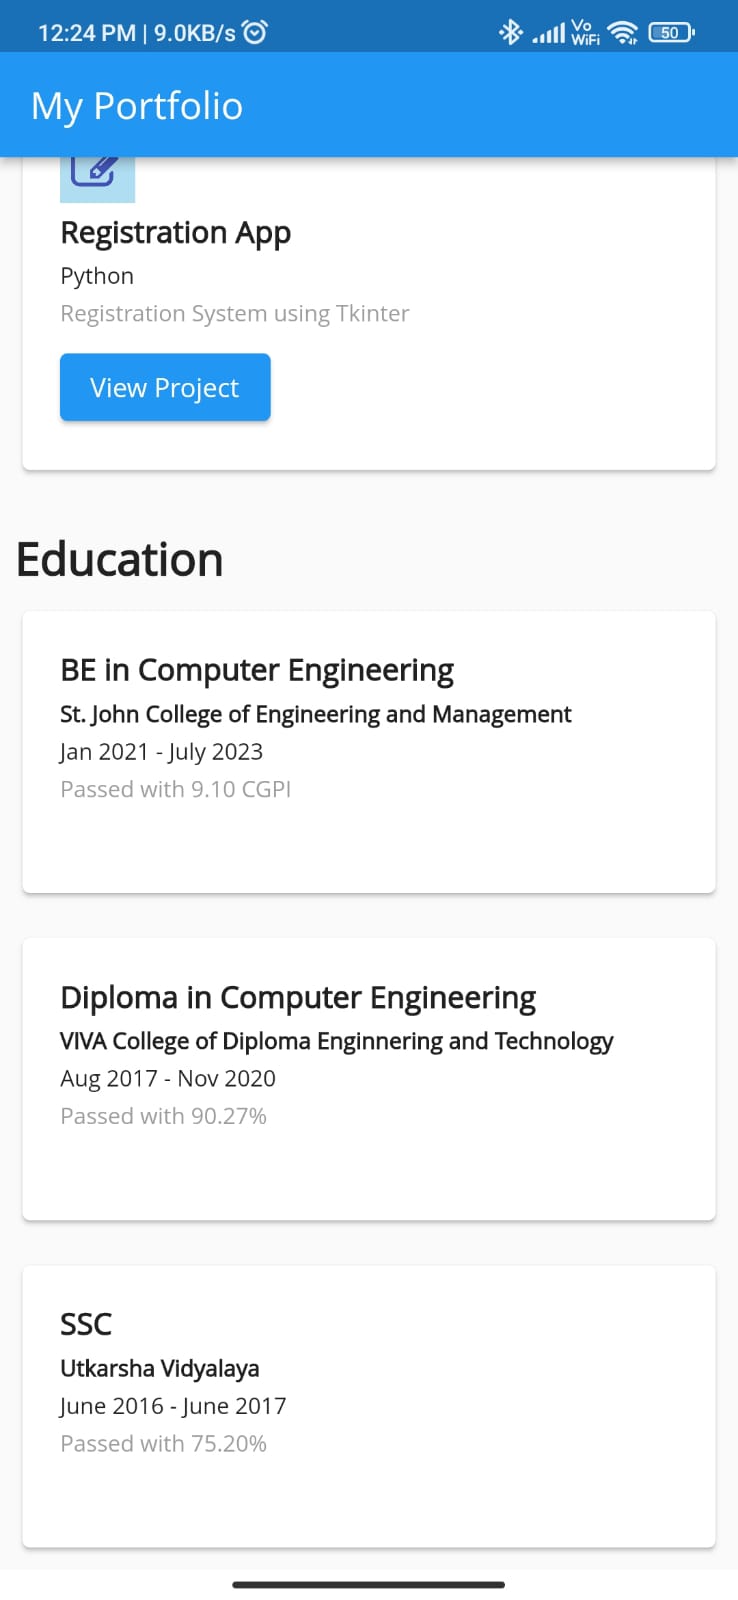 12:24 PM | 9.0KB/s
Vo
WiFi
50
My Portfolio
Registration App
Python
Registration System using Tkinter
View Project
Education
BE in Computer Engineering
St. John College of Engineering and Management
Jan 2021 - July 2023
Passed with 9.10 CGPI
Diploma in Computer Engineering
VIVA College of Diploma Enginnering and Technology
Aug 2017 - Nov 2020
Passed with 90.27%
SSC
Utkarsha Vidyalaya
June 2016 - June 2017
Passed with 75.20%